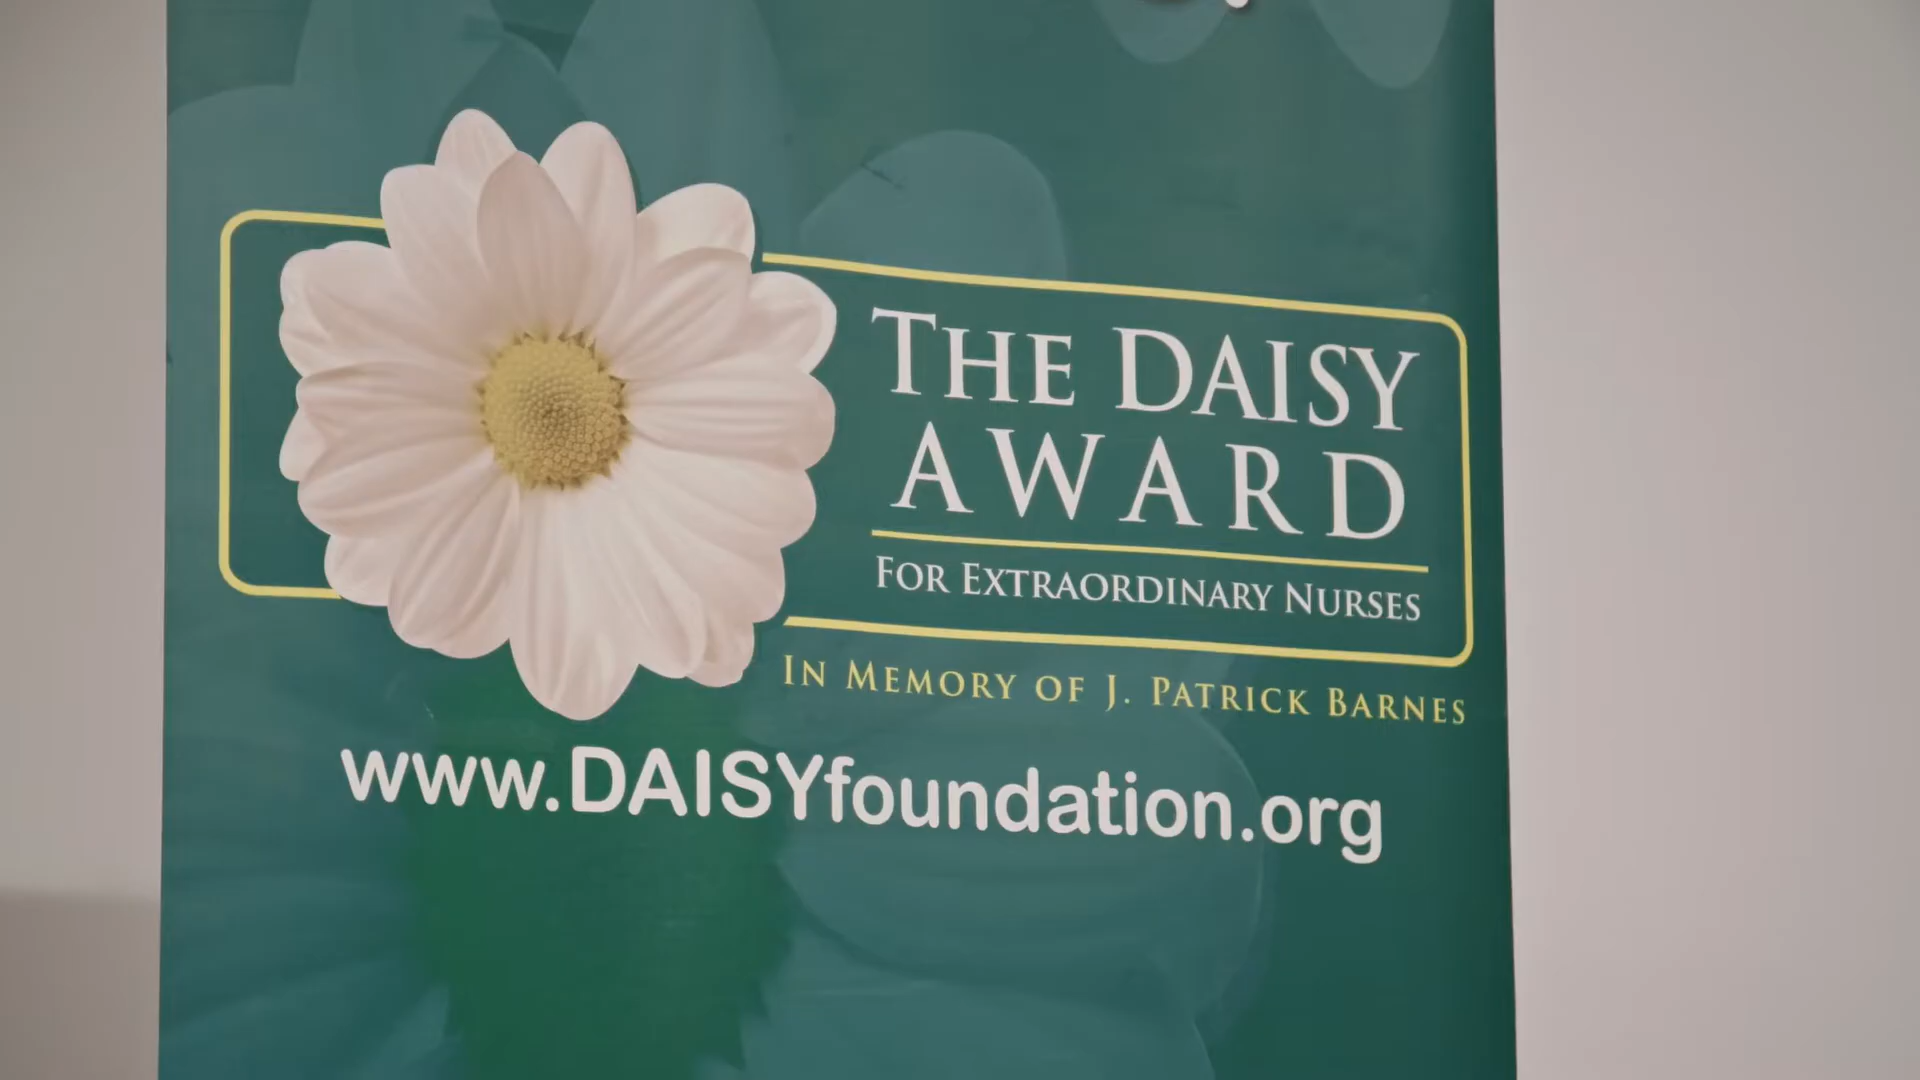 THE DAISY
AWARD
FOR EXTRAORDINARY NURSES
IN MEMORY OF J. PATRICK BARNES
www.DAISYfoundation.org